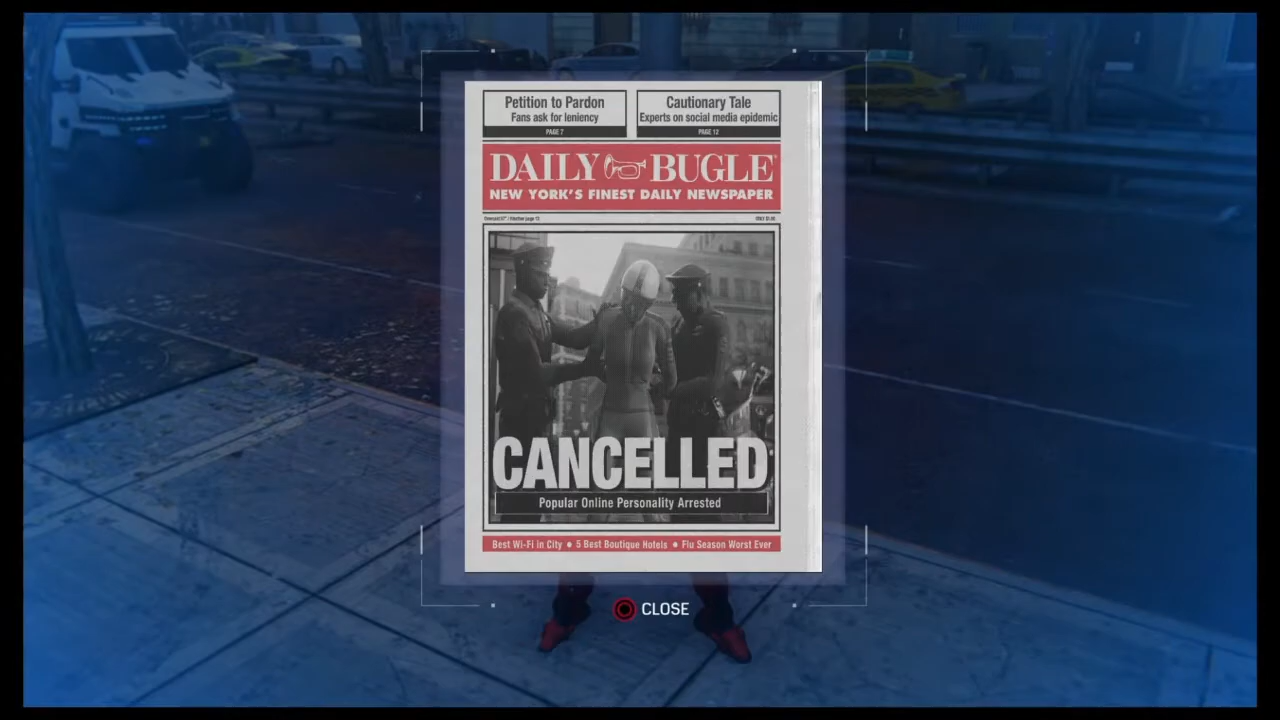 Petition to Pardon
Fans ask for leniency
PAGE 7
Cautionary Tale
Experts on social media epidemic
PAGE 12
DAILY BUGLE
NEW YORK'S FINEST DAILY NEWSPAPER
CANCELLED
Popular Online Personality Arrested
Best Wi-Fi in City ● 5 Best Boutique Hotels ● Flu Season Worst Ever
CLOSE